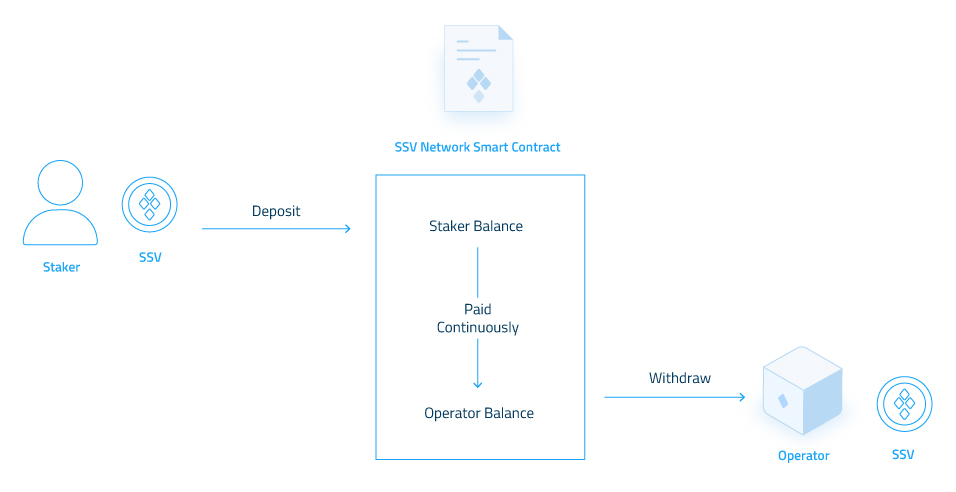 SSV Network Smart Contract
Deposit
Staker Balance
SSV
Staker
Paid
Continuously
Withdraw
Operator Balance
Operator
SSV